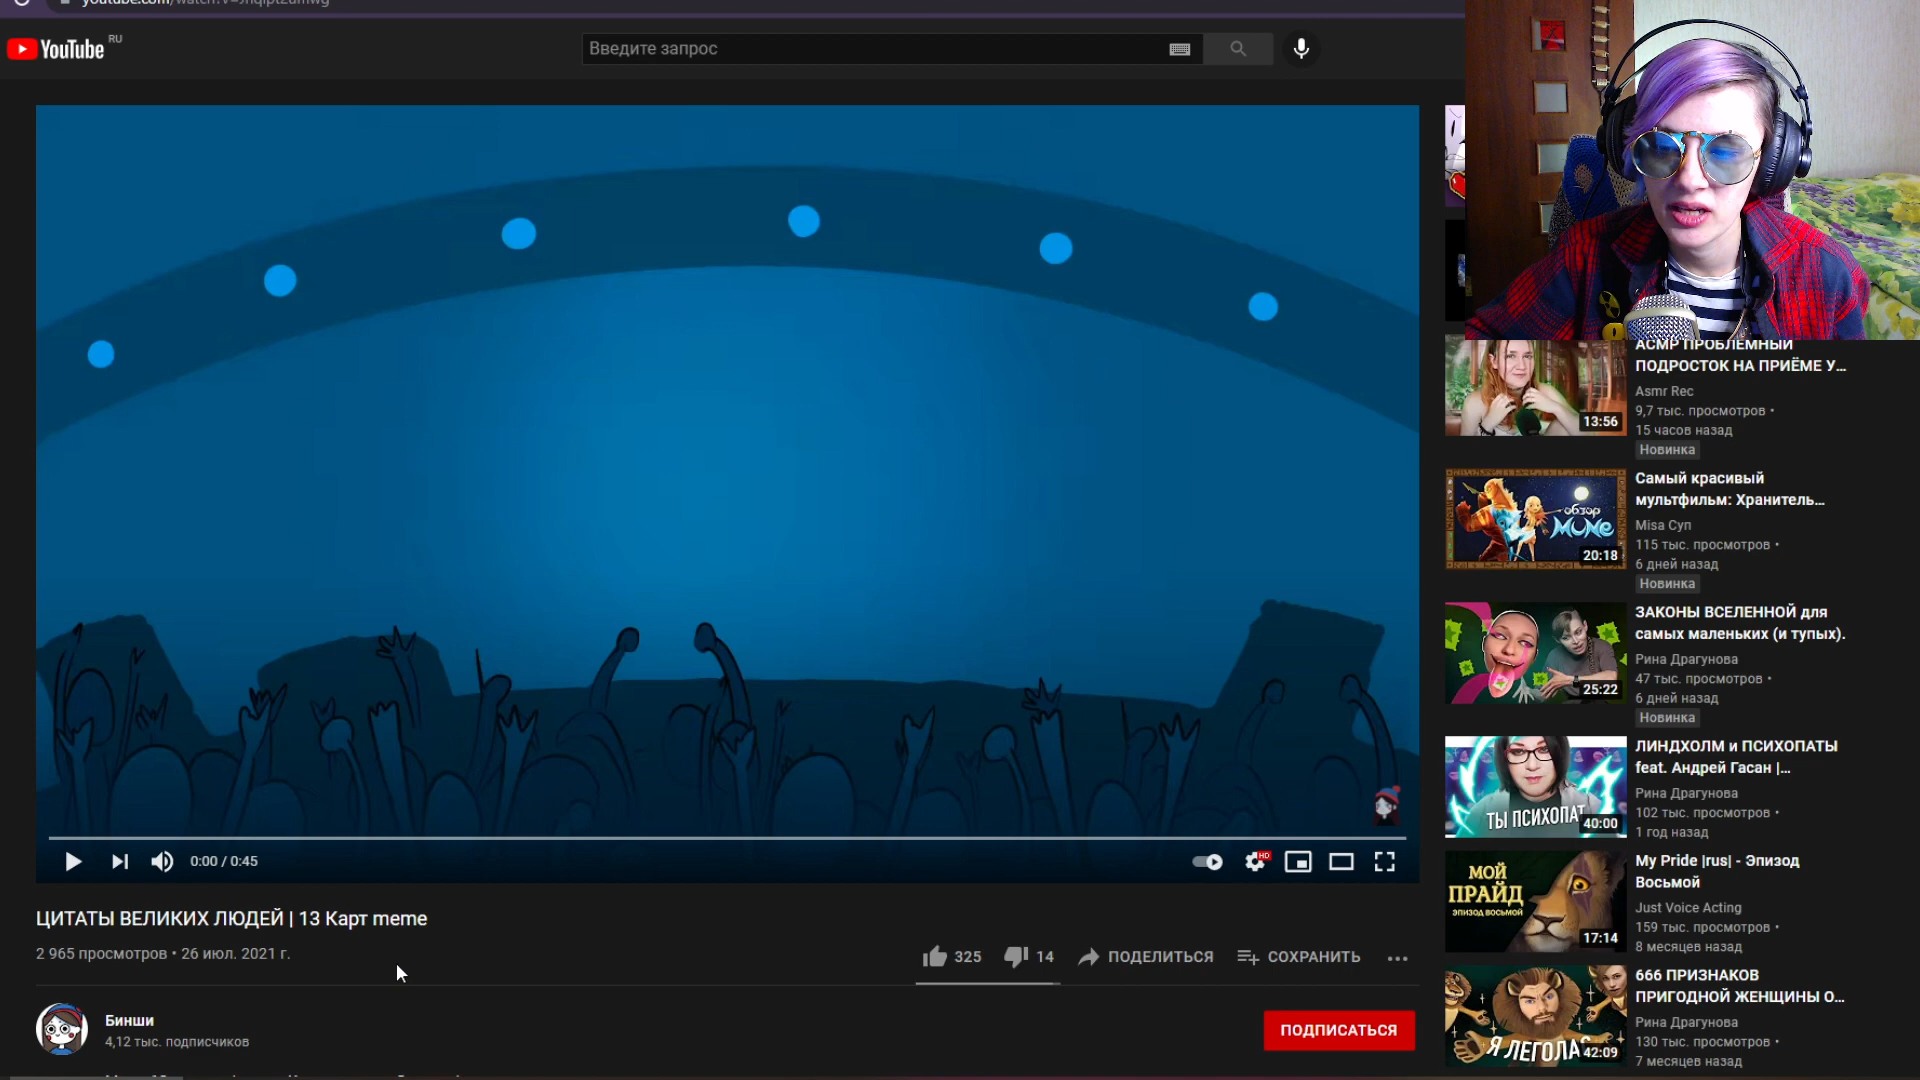 YouTube RU
Введите запрос
0:00 / 0:45
HD
ЦИТАТЫ ВЕЛИКИХ ЛЮДЕЙ | 13 Карт meme
2 965 просмотров • 26 июл. 2021 г.
325
14
ПОДЕЛИТЬСЯ
СОХРАНИТЬ
Бинши
4,12 тыс. подписчиков
ПОДПИСАТЬСЯ
АСМР ПРОБЛЕМНЫЙ
ПОДРОСТОК НА ПРИЁМЕ У...
Asmr Rec
9,7 тыс. просмотров •
15 часов назад
Новинка
13:56
Самый красивый
мультфильм: Хранитель...
Misa Суп
115 тыс. просмотров •
6 дней назад
Новинка
обзор
МUNE
20:18
ЗАКОНЫ ВСЕЛЕННОЙ для
самых маленьких (и тупых).
Рина Драгунова
47 тыс. просмотров •
6 дней назад
Новинка
25:22
ЛИНДХОЛМ и ПСИХОПАТЫ
feat. Андрей Гасан |...
Рина Драгунова
102 тыс. просмотров •
1 год назад
ТЫ ПСИХОПАТ
40:00
My Pride |rus| - Эпизод
Восьмой
Just Voice Acting
159 тыс. просмотров •
8 месяцев назад
МОЙ
ПРАЙД
ЭПИЗОД ВОСЬМОЙ
17:14
666 ПРИЗНАКОВ
ПРИГОДНОЙ ЖЕНЩИНЫ О...
Рина Драгунова
130 тыс. просмотров •
7 месяцев назад
Я ЛЕГОЛАС
42:09